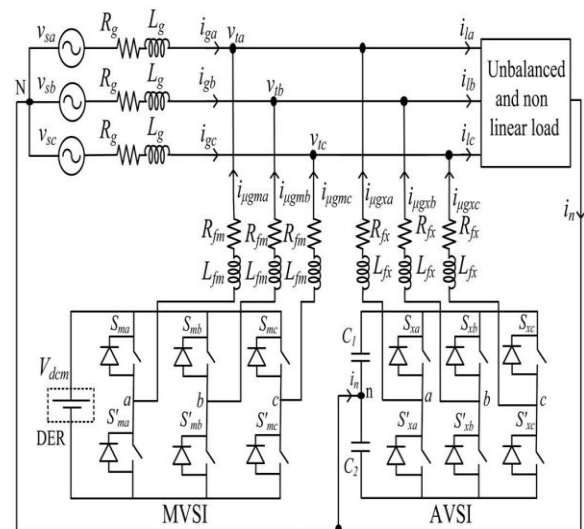 v_sa R_g L_g i_ga v_ta i_la
N v_sb R_g L_g i_gb v_tb i_lb
v_sc R_g L_g i_gc v_tc i_lc
Unbalanced
and non
linear load
i_μgma i_μgmb i_μgmc i_μgxa i_μgxb i_μgxc i_n
R_fm R_fm R_fm R_fx R_fx R_fx
L_fm L_fm L_fm L_fx L_fx L_fx
S_ma S_mb S_mc S_xa S_xb S_xc
V_dcm C_1
a b c i_n n a b c
DER S'_ma S'_mb S'_mc C_2 S'_xa S'_xb S'_xc
MVSI AVSI